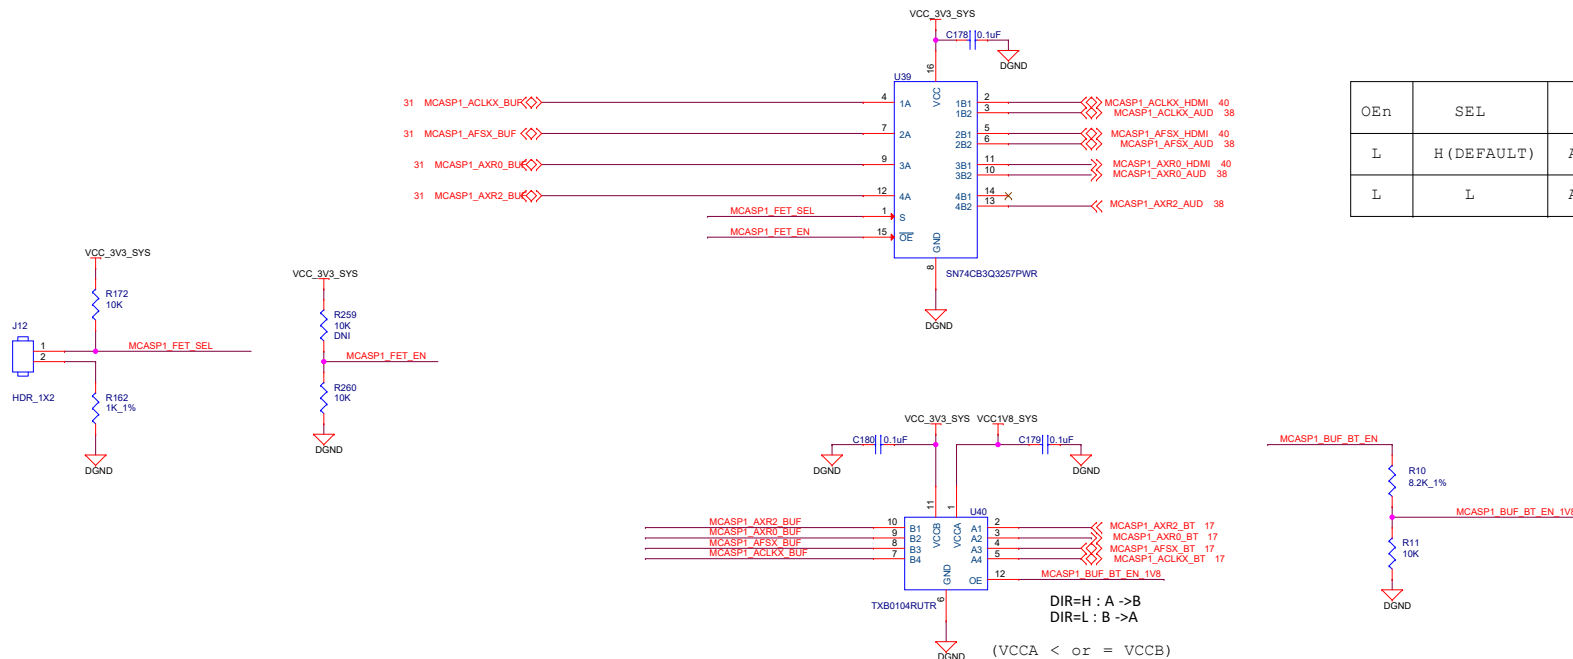 VCC_3V3_SYS
C178 0.1uF
DGND
U39
16
VCC
31 MCASP1_ACLKX_BUF 4 1A
1B1 2 MCASP1_ACLKX_HDMI 40
1B2 3 MCASP1_ACLKX_AUD 38
31 MCASP1_AFSX_BUF 7 2A
2B1 5 MCASP1_AFSX_HDMI 40
2B2 6 MCASP1_AFSX_AUD 38
31 MCASP1_AXR0_BUF 9 3A
3B1 11 MCASP1_AXR0_HDMI 40
3B2 10 MCASP1_AXR0_AUD 38
31 MCASP1_AXR2_BUF 12 4A
4B1 14
4B2 13 MCASP1_AXR2_AUD 38
MCASP1_FET_SEL 1 S
MCASP1_FET_EN 15 OE
GND
8
SN74CB3Q3257PWR
DGND
OEn SEL
L H(DEFAULT) A
L L A
VCC_3V3_SYS
R172
10K
J12
1
2
MCASP1_FET_SEL
HDR_1X2
R162
1K_1%
DGND
VCC_3V3_SYS
R259
10K
DNI
MCASP1_FET_EN
R260
10K
DGND
VCC_3V3_SYS VCC1V8_SYS
C180 0.1uF
C179 0.1uF
DGND
DGND
11
1
U40
VCCB
VCCA
MCASP1_AXR2_BUF 10 B1
A1 2 MCASP1_AXR2_BT 17
MCASP1_AXR0_BUF 9 B2
A2 3 MCASP1_AXR0_BT 17
MCASP1_AFSX_BUF 8 B3
A3 4 MCASP1_AFSX_BT 17
MCASP1_ACLKX_BUF 7 B4
A4 5 MCASP1_ACLKX_BT 17
GND
OE 12 MCASP1_BUF_BT_EN_1V8
6
TXB0104RUTR
DGND
DIR=H : A ->B
DIR=L : B ->A
(VCCA < or = VCCB)
MCASP1_BUF_BT_EN
R10
8.2K_1%
MCASP1_BUF_BT_EN_1V8
R11
10K
DGND